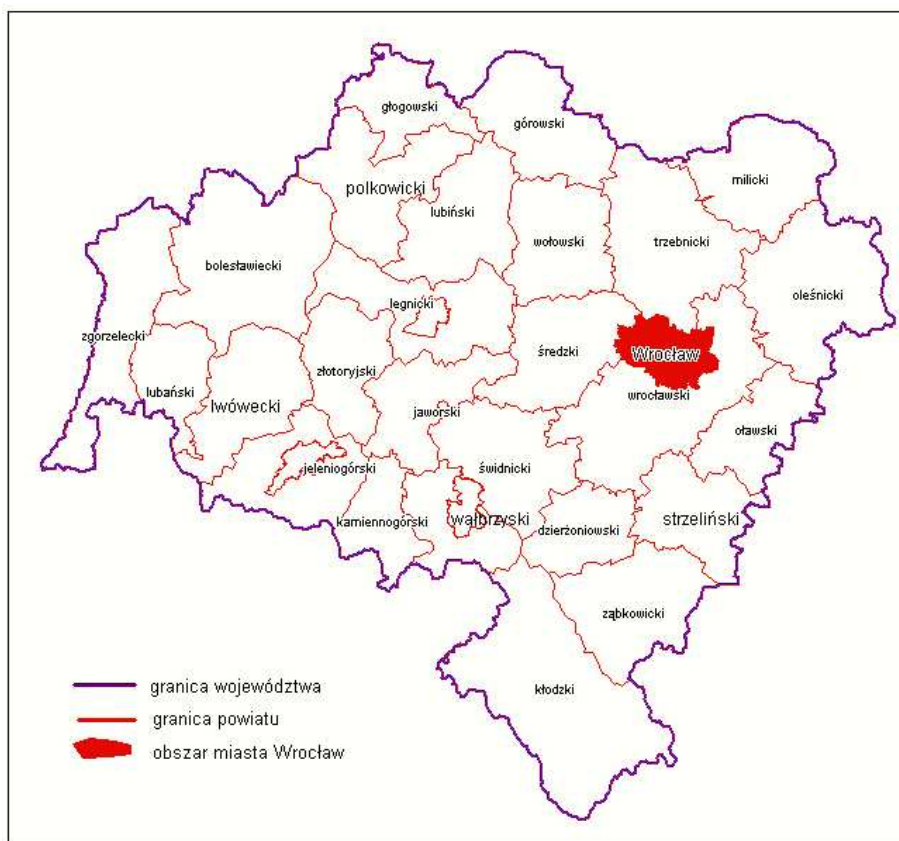 głogowski
górowski
milicki
polkowicki
lubiński
wołowski
trzebnicki
bolesławiecki
oleśnicki
legnicki
zgorzelecki
średzki
Wrocław
lubański
złotoryjski
wrocławski
lwówecki
jaworski
oławski
jeleniogórski
świdnicki
kamiennogórski
wałbrzyski
dzierżoniowski
strzeliński
ząbkowicki
kłodzki
granica województwa
granica powiatu
obszar miasta Wrocław